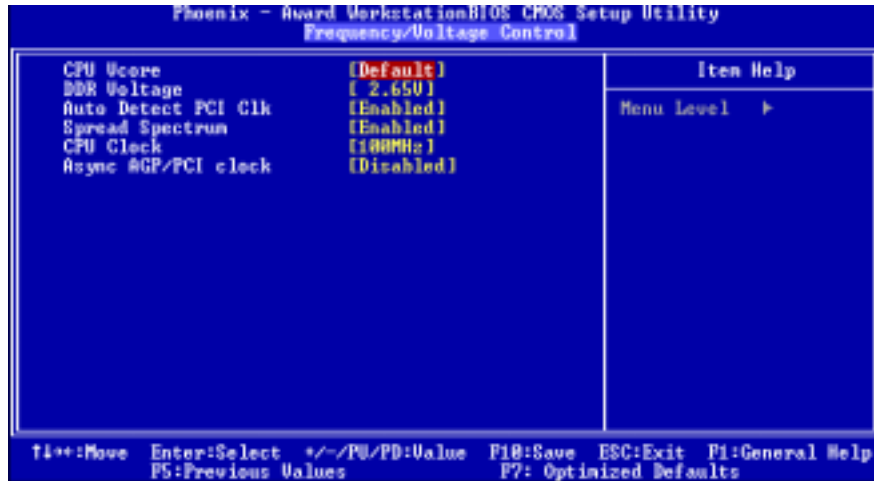 Phoenix - Award WorkstationBIOS CMOS Setup Utility
Frequency/Voltage Control
CPU Vcore [Default]
DDR Voltage [ 2.65V]
Auto Detect PCI Clk [Enabled]
Spread Spectrum [Enabled]
CPU Clock [100MHz]
Async AGP/PCI clock [Disabled]
Item Help
Menu Level ►
↑↓→←:Move Enter:Select +/-/PU/PD:Value F10:Save ESC:Exit F1:General Help
F5:Previous Values F7: Optimized Defaults